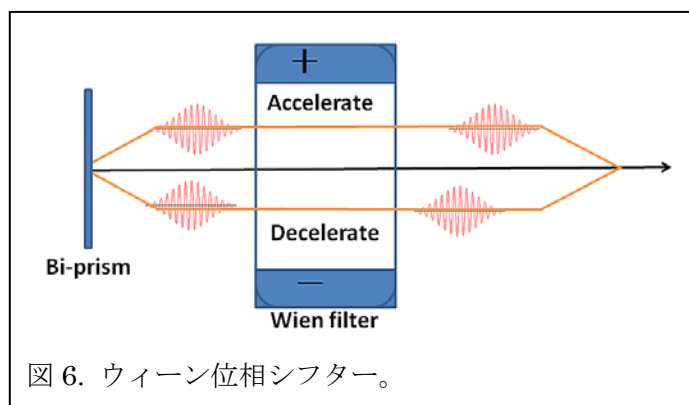 +
Accelerate
Decelerate
Bi-prism
−
Wien filter
図 6. ウィーン位相シフター。